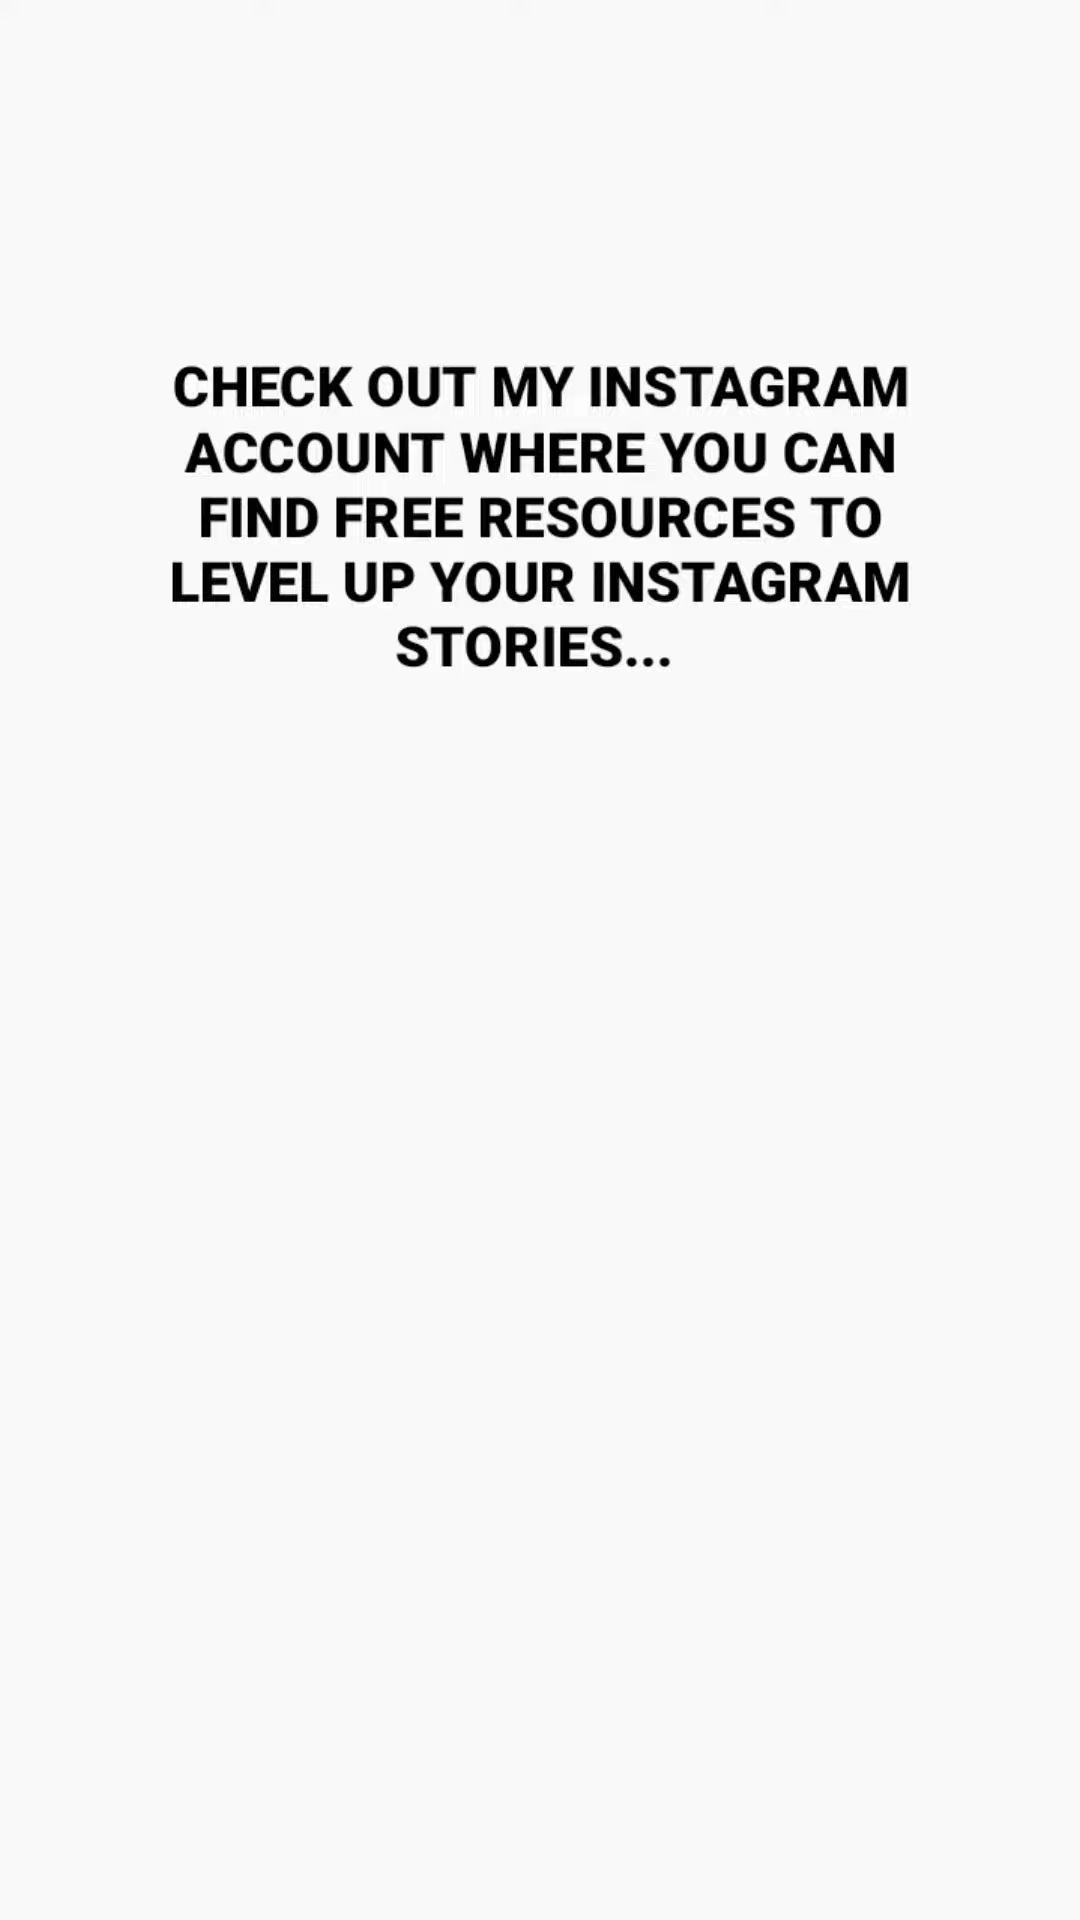 CHECK OUT MY INSTAGRAM
ACCOUNT WHERE YOU CAN
FIND FREE RESOURCES TO
LEVEL UP YOUR INSTAGRAM
STORIES...